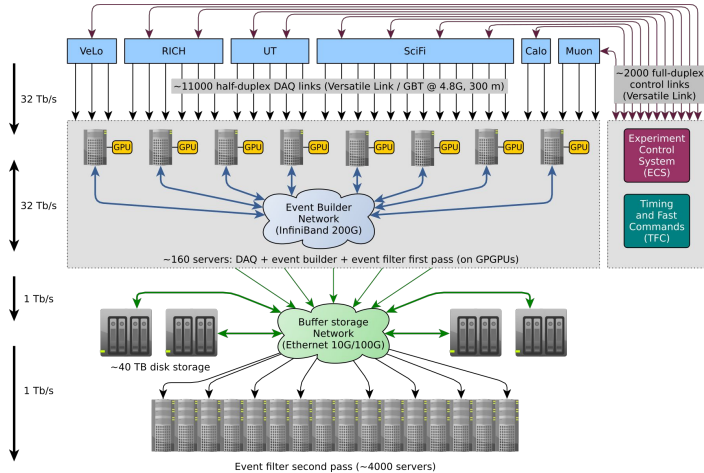 VeLo
RICH
UT
SciFi
Calo
Muon
32 Tb/s
~11000 half-duplex DAQ links (Versatile Link / GBT @ 4.8G, 300 m)
~2000 full-duplex
control links
(Versatile Link)
GPU
GPU
GPU
GPU
GPU
GPU
GPU
GPU
Experiment
Control
System
(ECS)
32 Tb/s
Event Builder
Network
(InfiniBand 200G)
Timing
and Fast
Commands
(TFC)
~160 servers: DAQ + event builder + event filter first pass (on GPGPUs)
1 Tb/s
Buffer storage
Network
(Ethernet 10G/100G)
~40 TB disk storage
1 Tb/s
Event filter second pass (~4000 servers)